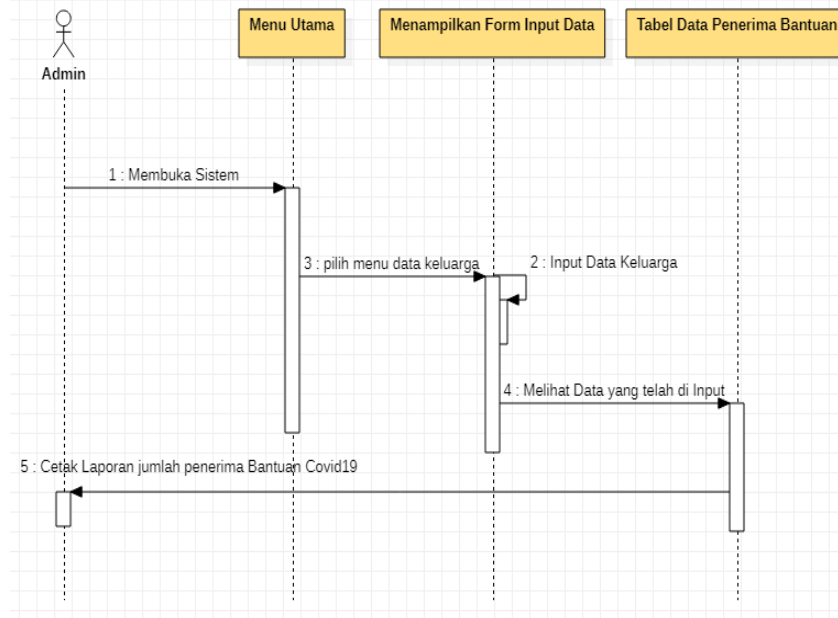 Menu Utama
Menampilkan Form Input Data
Tabel Data Penerima Bantuan
Admin
1 : Membuka Sistem
3 : pilih menu data keluarga
2 : Input Data Keluarga
4 : Melihat Data yang telah di Input
5 : Cetak Laporan jumlah penerima Bantuan Covid19